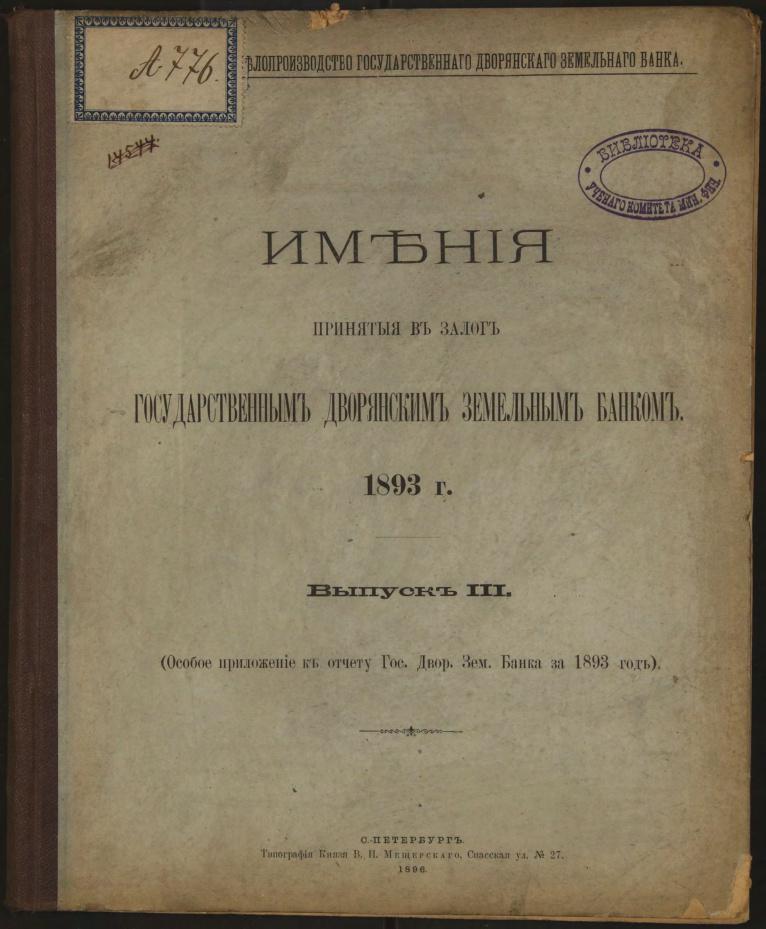 А 776.
ѢЛОПРОИЗВОДСТВО ГОСУДАРСТВЕННАГО ДВОРЯНСКАГО ЗЕМЕЛЬНАГО БАНКА.
14544
БИБЛІОТЕКА
УЧЕНАГО КОМИТЕТА МИН. ФИН.
ИМѢНІЯ
ПРИНЯТЫЯ ВЪ ЗАЛОГЪ
ГОСУДАРСТВЕННЫМЪ ДВОРЯНСКИМЪ ЗЕМЕЛЬНЫМЪ БАНКОМЪ.
1893 г.
Выпускъ III.
(Особое приложеніе къ отчету Гос. Двор. Зем. Банка за 1893 годъ).
С.-ПЕТЕРБУРГЪ.
Типографія Князя В. П. Мещерскаго, Спасская ул. № 27.
1896.